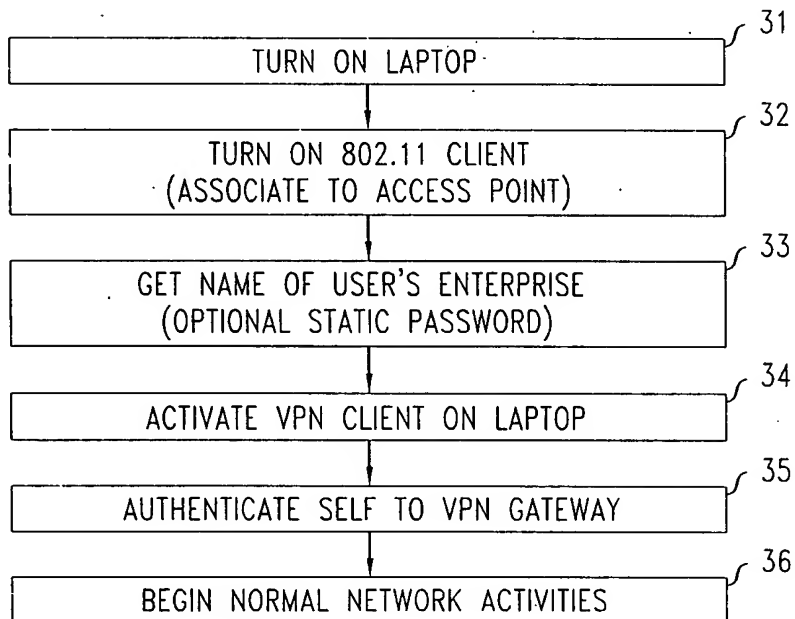 31
TURN ON LAPTOP
32
TURN ON 802.11 CLIENT
(ASSOCIATE TO ACCESS POINT)
33
GET NAME OF USER'S ENTERPRISE
(OPTIONAL STATIC PASSWORD)
34
ACTIVATE VPN CLIENT ON LAPTOP
35
AUTHENTICATE SELF TO VPN GATEWAY
36
BEGIN NORMAL NETWORK ACTIVITIES